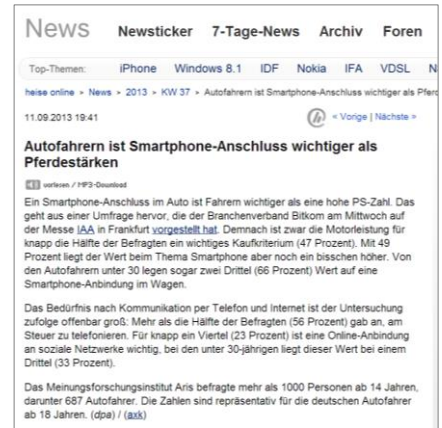 News Newsticker 7-Tage-News Archiv Foren
Top-Themen: iPhone Windows 8.1 IDF Nokia IFA VDSL N
heise online > News > 2013 > KW 37 > Autofahrern ist Smartphone-Anschluss wichtiger als Pferd
11.09.2013 19:41 « Vorige | Nächste »
Autofahrern ist Smartphone-Anschluss wichtiger als
Pferdestärken
vorlesen / MP3-Download
Ein Smartphone-Anschluss im Auto ist Fahrern wichtiger als eine hohe PS-Zahl. Das
geht aus einer Umfrage hervor, die der Branchenverband Bitkom am Mittwoch auf
der Messe IAA in Frankfurt vorgestellt hat. Demnach ist zwar die Motorleistung für
knapp die Hälfte der Befragten ein wichtiges Kaufkriterium (47 Prozent). Mit 49
Prozent liegt der Wert beim Thema Smartphone aber noch ein bisschen höher. Von
den Autofahrern unter 30 legen sogar zwei Drittel (66 Prozent) Wert auf eine
Smartphone-Anbindung im Wagen.
Das Bedürfnis nach Kommunikation per Telefon und Internet ist der Untersuchung
zufolge offenbar groß: Mehr als die Hälfte der Befragten (56 Prozent) gab an, am
Steuer zu telefonieren. Für knapp ein Viertel (23 Prozent) ist eine Online-Anbindung
an soziale Netzwerke wichtig, bei den unter 30-jährigen liegt dieser Wert bei einem
Drittel (33 Prozent).
Das Meinungsforschungsinstitut Aris befragte mehr als 1000 Personen ab 14 Jahren,
darunter 687 Autofahrer. Die Zahlen sind repräsentativ für die deutschen Autofahrer
ab 18 Jahren. (dpa) / (axk)